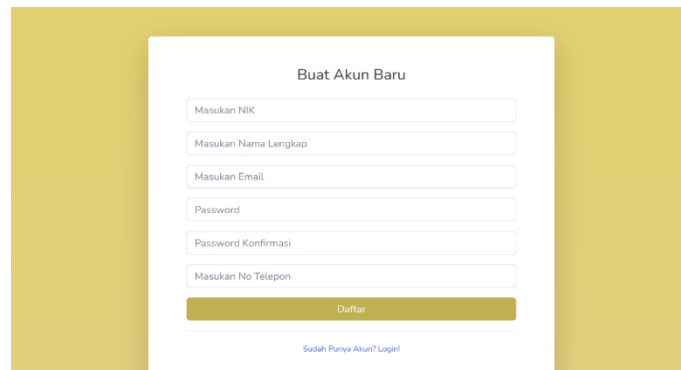 Buat Akun Baru
Masukan NIK
Masukan Nama Lengkap
Masukan Email
Password
Password Konfirmasi
Masukan No Telepon
Daftar
Sudah Punya Akun? Login!